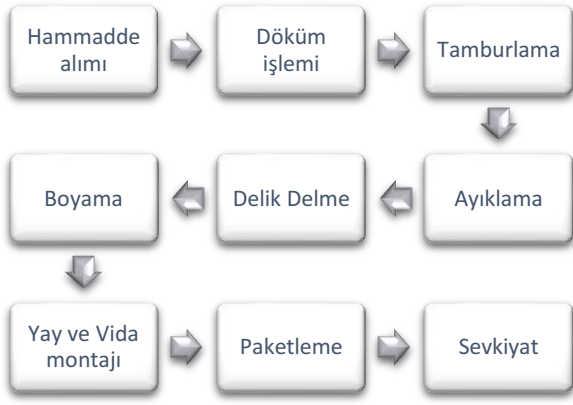 Hammadde
alımı
Döküm
işlemi
Tamburlama
Ayıklama
Delik Delme
Boyama
Yay ve Vida
montajı
Paketleme
Sevkiyat